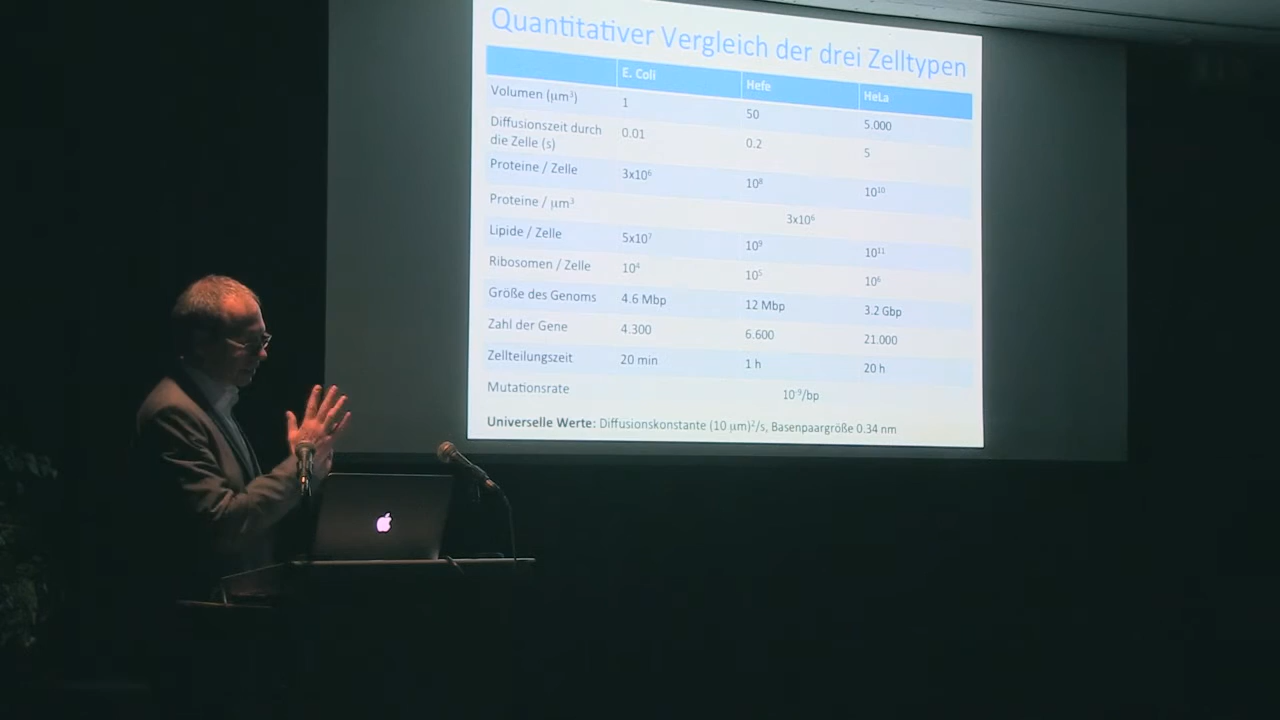 Quantitativer Vergleich der drei Zelltypen
E. Coli Hefe HeLa
Volumen (μm³) 1 50 5.000
Diffusionszeit durch
die Zelle (s) 0.01 0.2 5
Proteine / Zelle 3x10⁶ 10⁸ 10¹⁰
Proteine / μm³ 3x10⁶
Lipide / Zelle 5x10⁷ 10⁹ 10¹¹
Ribosomen / Zelle 10⁴ 10⁵ 10⁶
Größe des Genoms 4.6 Mbp 12 Mbp 3.2 Gbp
Zahl der Gene 4.300 6.600 21.000
Zellteilungszeit 20 min 1 h 20 h
Mutationsrate 10⁻⁹/bp
Universelle Werte: Diffusionskonstante (10 μm)²/s, Basenpaargröße 0.34 nm